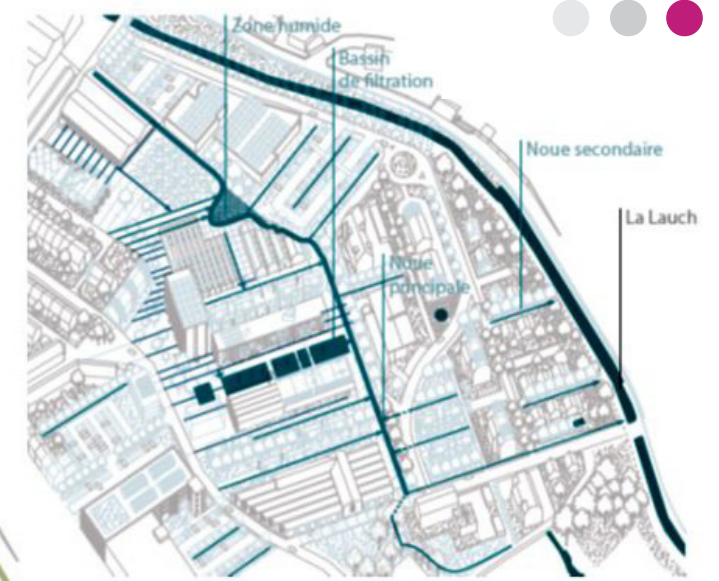 Zone humide
Bassin
de filtration
Noue secondaire
La Lauch
Noue
principale